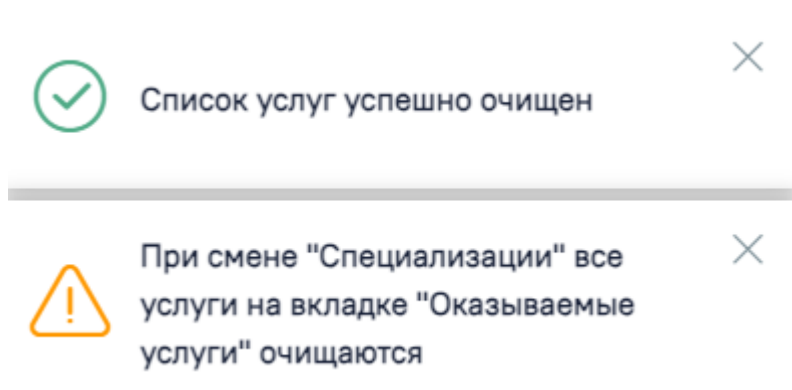 Список услуг успешно очищен
При смене "Специализации" все
услуги на вкладке "Оказываемые
услуги" очищаются